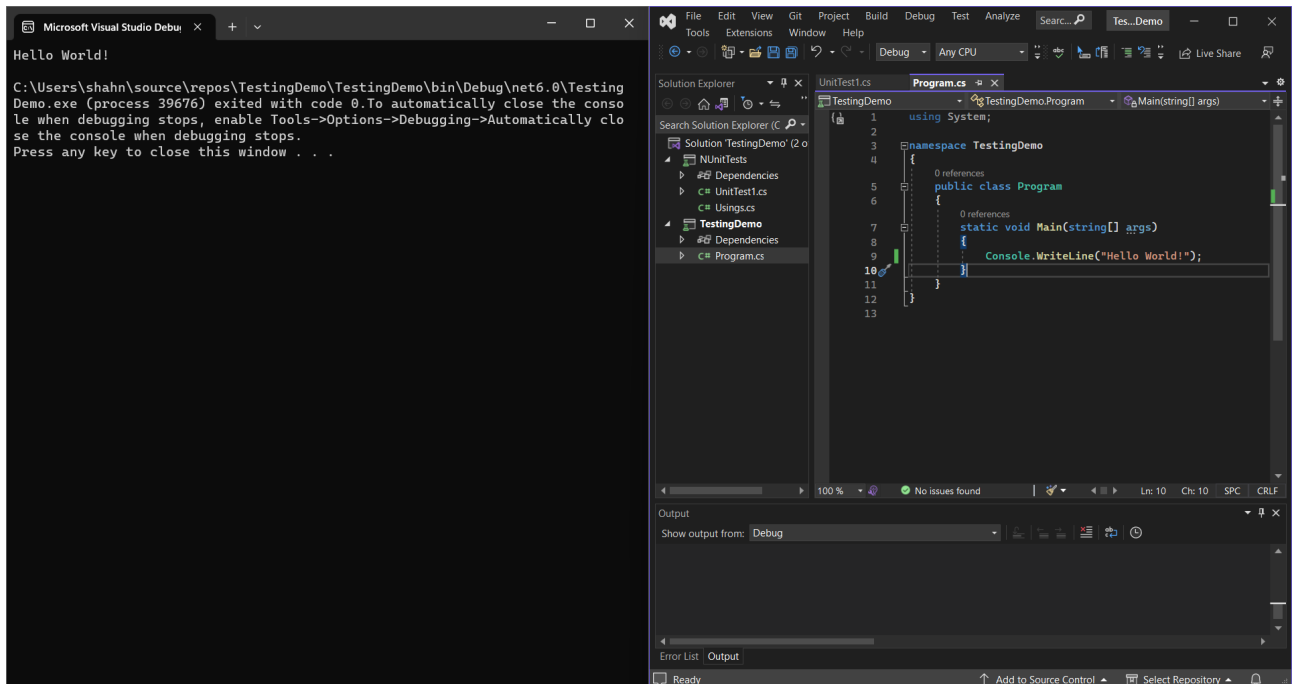 Microsoft Visual Studio Debu
Hello World!
C:\Users\shahn\source\repos\TestingDemo\TestingDemo\bin\Debug\net6.0\Testing
Demo.exe (process 39676) exited with code 0.To automatically close the conso
le when debugging stops, enable Tools->Options->Debugging->Automatically clo
se the console when debugging stops.
Press any key to close this window . . .
File Edit View Git Project Build Debug Test Analyze
Tools Extensions Window Help
Searc...
Tes...Demo
Debug Any CPU
Live Share
Solution Explorer
Search Solution Explorer (C
Solution 'TestingDemo' (2 o
NUnitTests
Dependencies
C# UnitTest1.cs
C# Usings.cs
TestingDemo
Dependencies
C# Program.cs
UnitTest1.cs Program.cs
TestingDemo TestingDemo.Program Main(string[] args)
1 using System;
2
3 namespace TestingDemo
4 {
0 references
5 public class Program
6 {
0 references
7 static void Main(string[] args)
8 {
9 Console.WriteLine("Hello World!");
10 }
11 }
12 }
13
100 % No issues found Ln: 10 Ch: 10 SPC CRLF
Output
Show output from: Debug
Error List Output
Ready Add to Source Control Select Repository